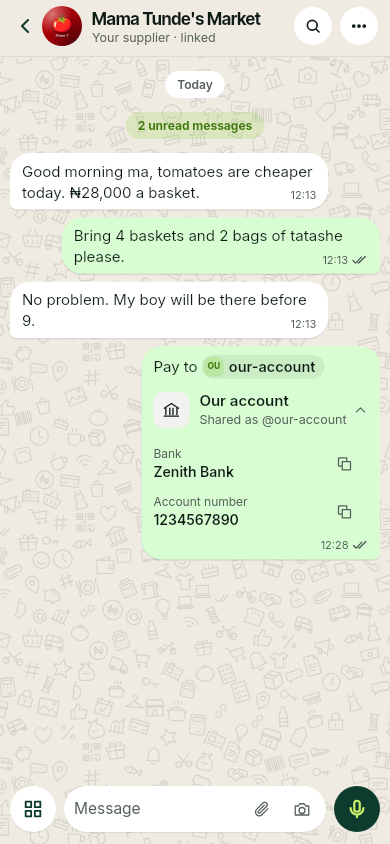 Mama Tunde's Market
Your supplier · linked
Today
2 unread messages
Good morning ma, tomatoes are cheaper
today. ₦28,000 a basket.
12:13
Bring 4 baskets and 2 bags of tatashe
please.
12:13
No problem. My boy will be there before
9.
12:13
Pay to OU our-account
Our account
Shared as @our-account
Bank
Zenith Bank
Account number
1234567890
12:28
Message